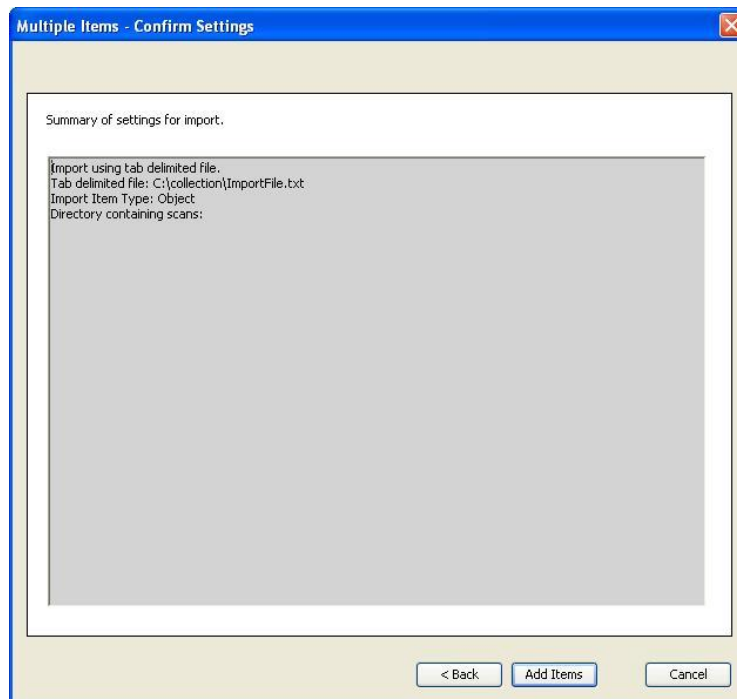 Multiple Items - Confirm Settings
Summary of settings for import.
Import using tab delimited file.
Tab delimited file: C:\collection\ImportFile.txt
Import Item Type: Object
Directory containing scans:
< Back Add Items Cancel